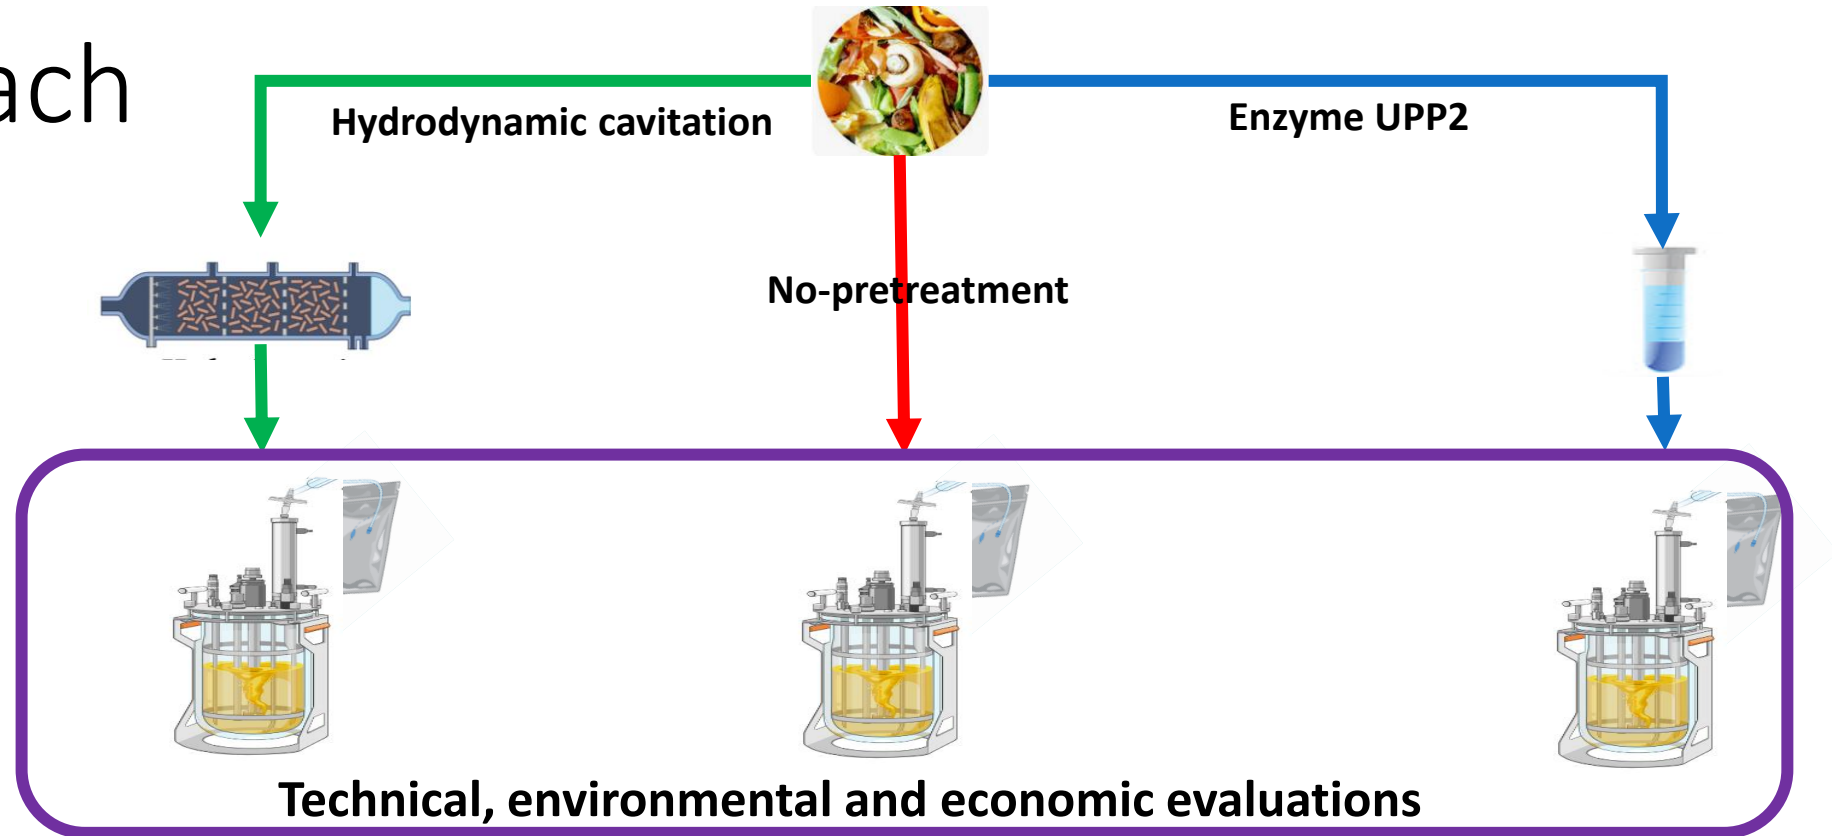 ach
Hydrodynamic cavitation
Enzyme UPP2
No-pretreatment
Technical, environmental and economic evaluations